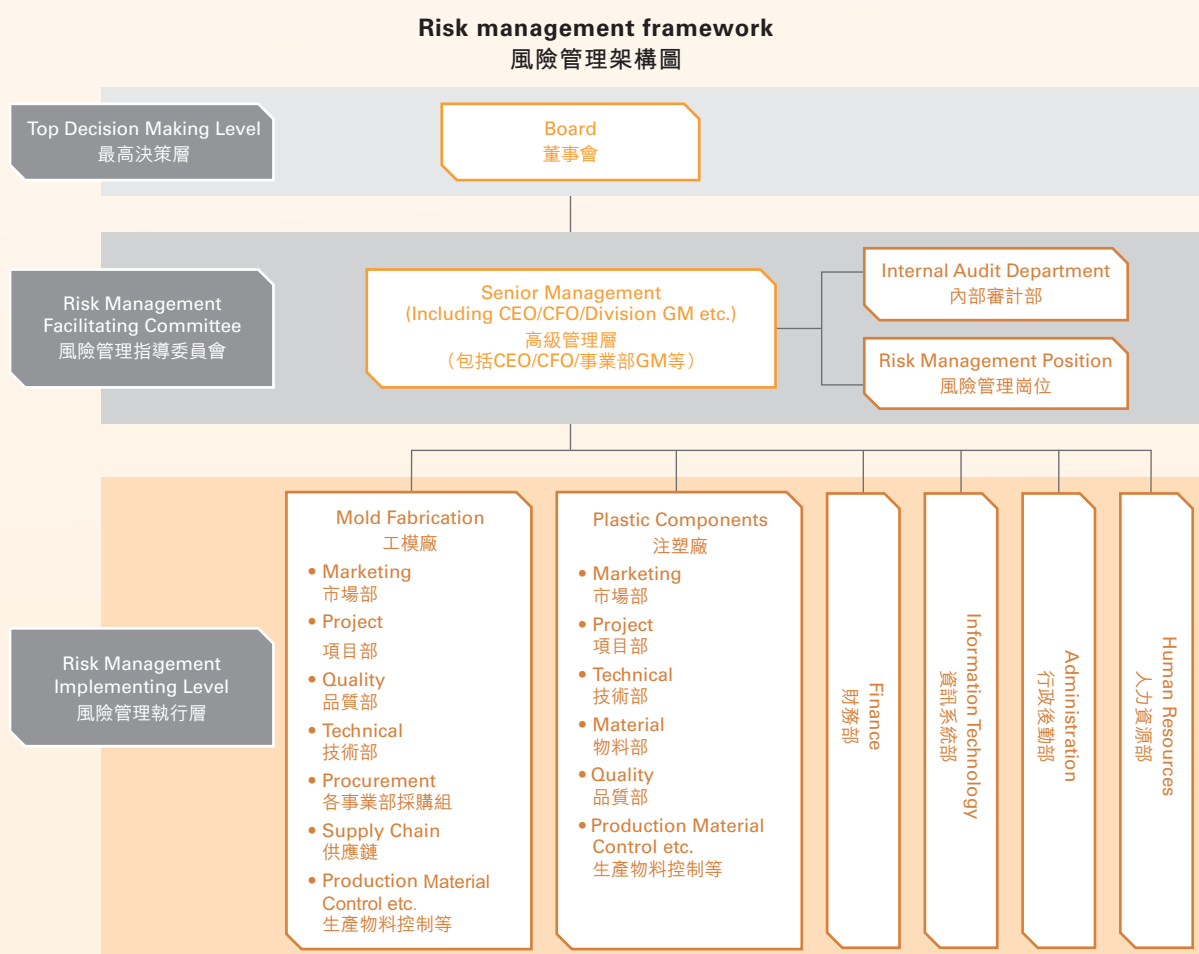 Risk management framework
風險管理架構圖
Top Decision Making Level
最高決策層
Board
董事會
Risk Management
Facilitating Committee
風險管理指導委員會
Senior Management
(Including CEO/CFO/Division GM etc.)
高級管理層
（包括CEO/CFO/事業部GM等）
Internal Audit Department
內部審計部
Risk Management Position
風險管理崗位
Risk Management
Implementing Level
風險管理執行層
Mold Fabrication
工模廠
• Marketing
市場部
• Project
項目部
• Quality
品質部
• Technical
技術部
• Procurement
各事業部採購組
• Supply Chain
供應鏈
• Production Material
Control etc.
生產物料控制等
Plastic Components
注塑廠
• Marketing
市場部
• Project
項目部
• Technical
技術部
• Material
物料部
• Quality
品質部
• Production Material
Control etc.
生產物料控制等
Finance
財務部
Information Technology
資訊系統部
Administration
行政後勤部
Human Resources
人力資源部